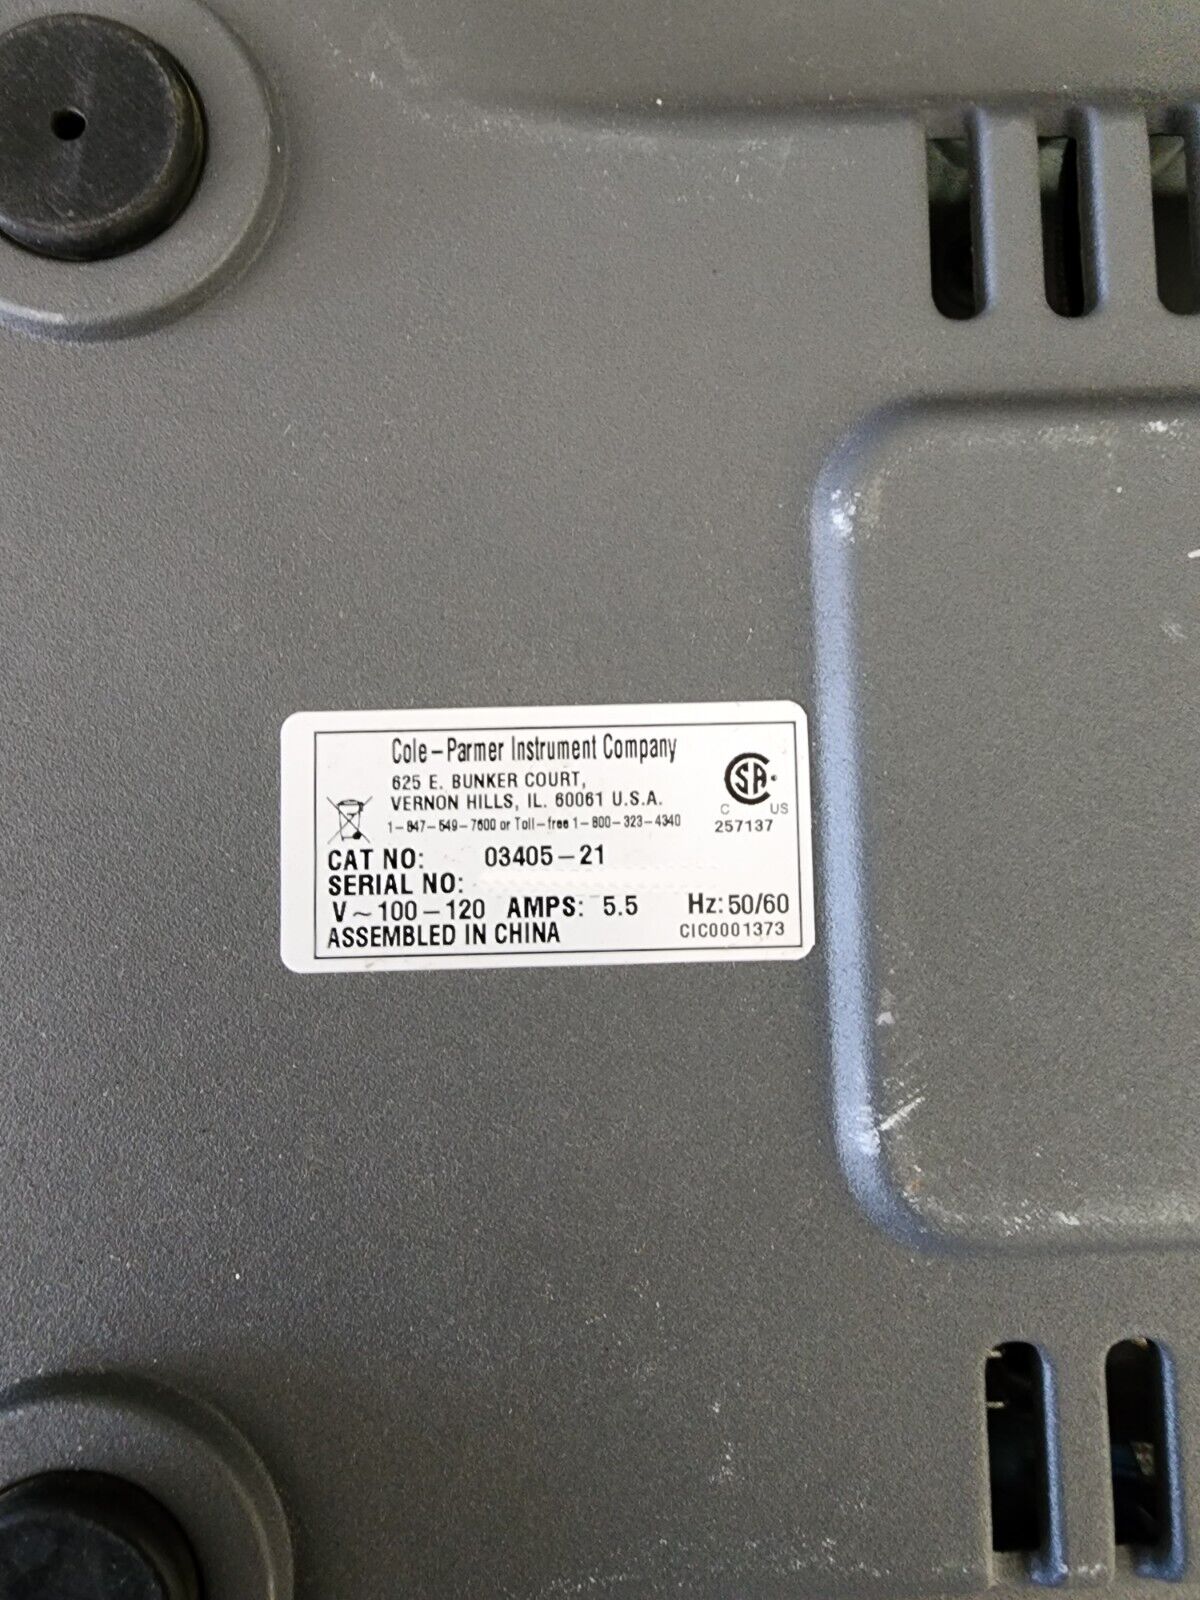 Cole-Parmer Instrument Company
625 E. BUNKER COURT,
VERNON HILLS, IL. 60061 U.S.A.
1-847-549-7600 or Toll-free 1-800-323-4340
SA
C US
257137
CAT NO: 03405-21
SERIAL NO:
V~100-120 AMPS: 5.5 Hz: 50/60
ASSEMBLED IN CHINA CIC0001373